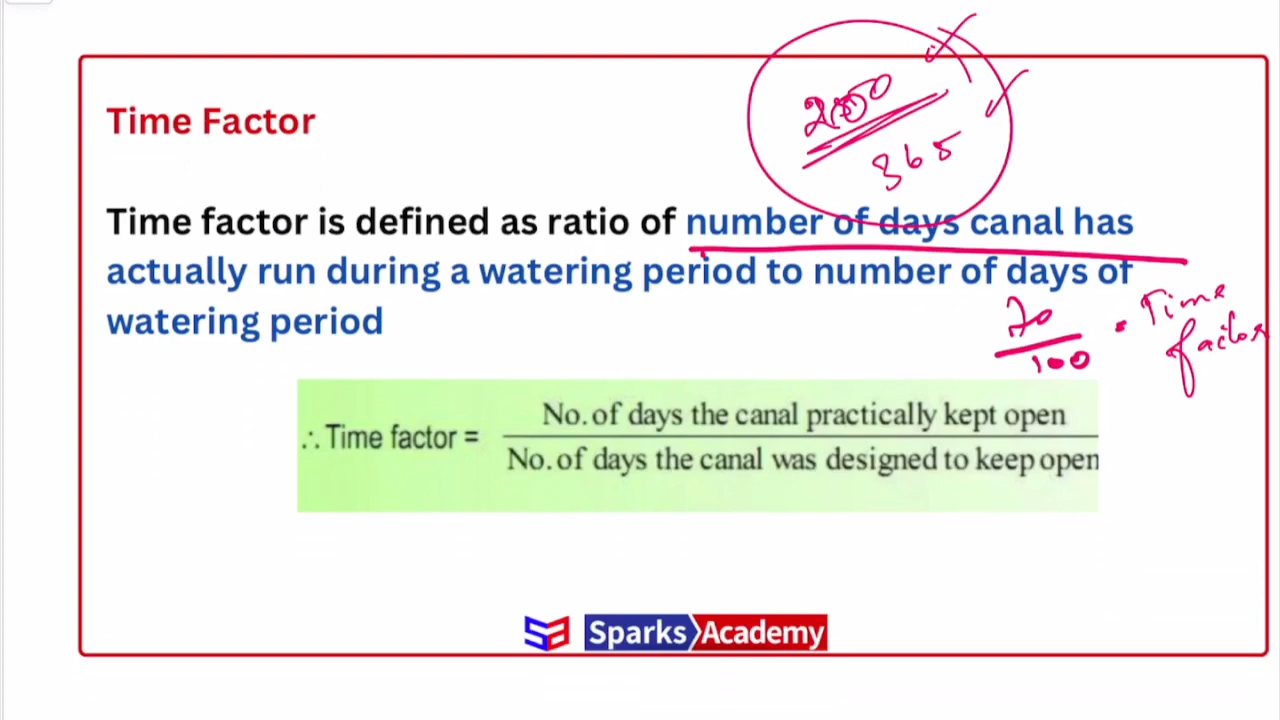 Time Factor
365
Time factor is defined as ratio of number of days canal has
actually run during a watering period to number of days of
watering period
70
100
Time
factor
∴ Time factor =
No. of days the canal practically kept open
No. of days the canal was designed to keep open
Sparks Academy